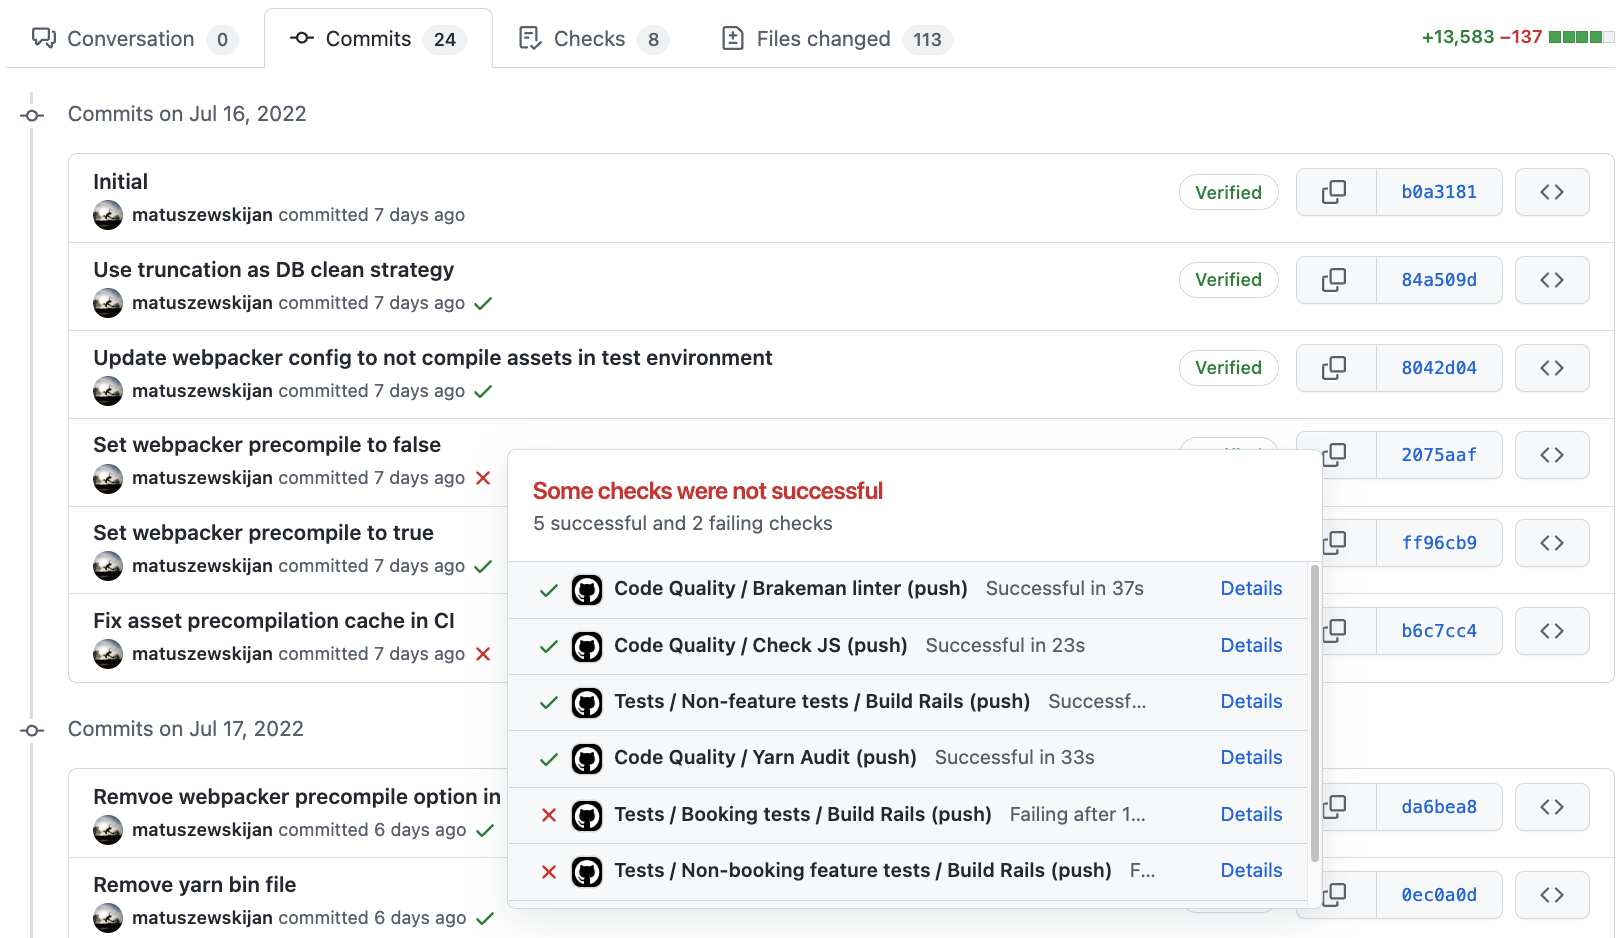 Conversation 0 Commits 24 Checks 8 Files changed 113 +13,583 −137
Commits on Jul 16, 2022
Initial
matuszewskijan committed 7 days ago
Verified b0a3181
Use truncation as DB clean strategy
matuszewskijan committed 7 days ago
Verified 84a509d
Update webpacker config to not compile assets in test environment
matuszewskijan committed 7 days ago
Verified 8042d04
Set webpacker precompile to false
matuszewskijan committed 7 days ago
2075aaf
Set webpacker precompile to true
matuszewskijan committed 7 days ago
ff96cb9
Fix asset precompilation cache in CI
matuszewskijan committed 7 days ago
b6c7cc4
Some checks were not successful
5 successful and 2 failing checks
Code Quality / Brakeman linter (push) Successful in 37s Details
Code Quality / Check JS (push) Successful in 23s Details
Tests / Non-feature tests / Build Rails (push) Successf... Details
Code Quality / Yarn Audit (push) Successful in 33s Details
Tests / Booking tests / Build Rails (push) Failing after 1... Details
Tests / Non-booking feature tests / Build Rails (push) F... Details
Commits on Jul 17, 2022
Remvoe webpacker precompile option in
matuszewskijan committed 6 days ago
da6bea8
Remove yarn bin file
matuszewskijan committed 6 days ago
0ec0a0d